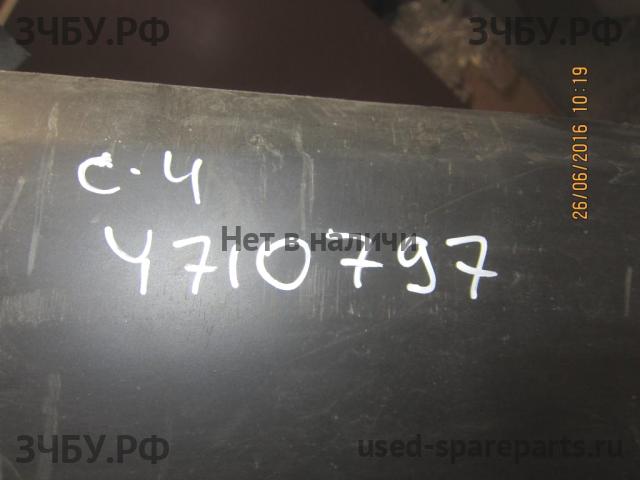 ЗЧБУ.РФ
ЗЧБУ.РФ
26/06/2016 10:19
с-4
Нет в наличи
4710797
ЗЧБУ.РФ
used-spareparts.ru